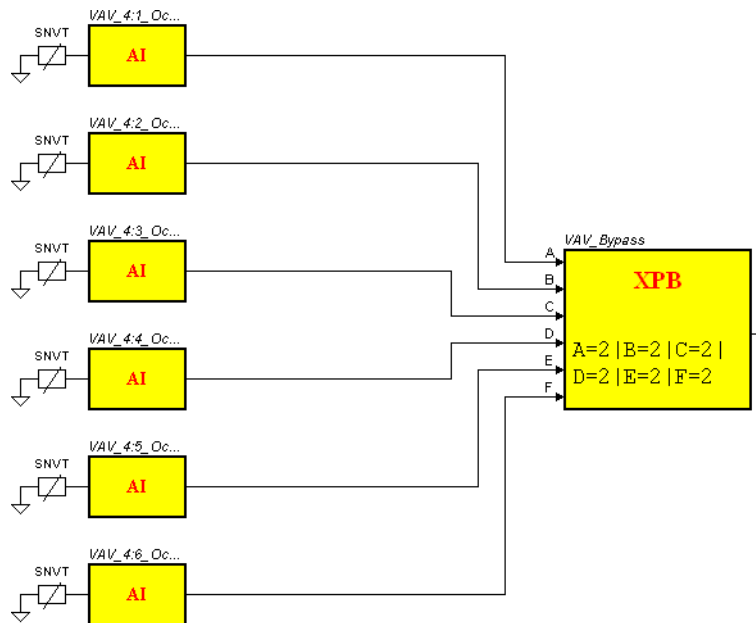 VAV_4:1_Oc...
SNVT
AI
VAV_4:2_Oc...
SNVT
AI
VAV_4:3_Oc...
SNVT
AI
VAV_4:4_Oc...
SNVT
AI
VAV_4:5_Oc...
SNVT
AI
VAV_4:6_Oc...
SNVT
AI
VAV_Bypass
A
B
C
D
E
F
XPB
A=2|B=2|C=2|
D=2|E=2|F=2